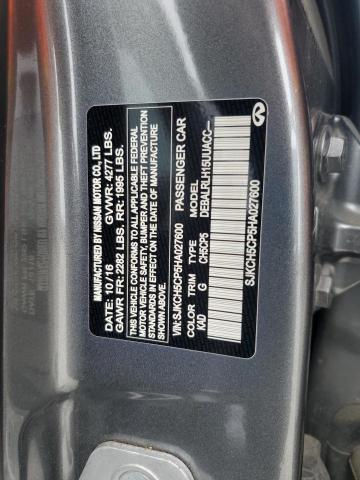 MANUFACTURED BY NISSAN MOTOR CO., LTD
DATE: 10/16 GVWR: 4277 LBS.
GAWR FR: 2282 LBS. RR: 1995 LBS.
THIS VEHICLE CONFORMS TO ALL APPLICABLE FEDERAL
MOTOR VEHICLE SAFETY, BUMPER AND THEFT PREVENTION
STANDARDS IN EFFECT ON THE DATE OF MANUFACTURE
SHOWN ABOVE.
VIN: SJKCH5CP5HA027600 PASSENGER CAR
COLOR TRIM TYPE MODEL
KAD G CH5CP5 DEBALRLH15UUACC--
SJKCH5CP5HA027600